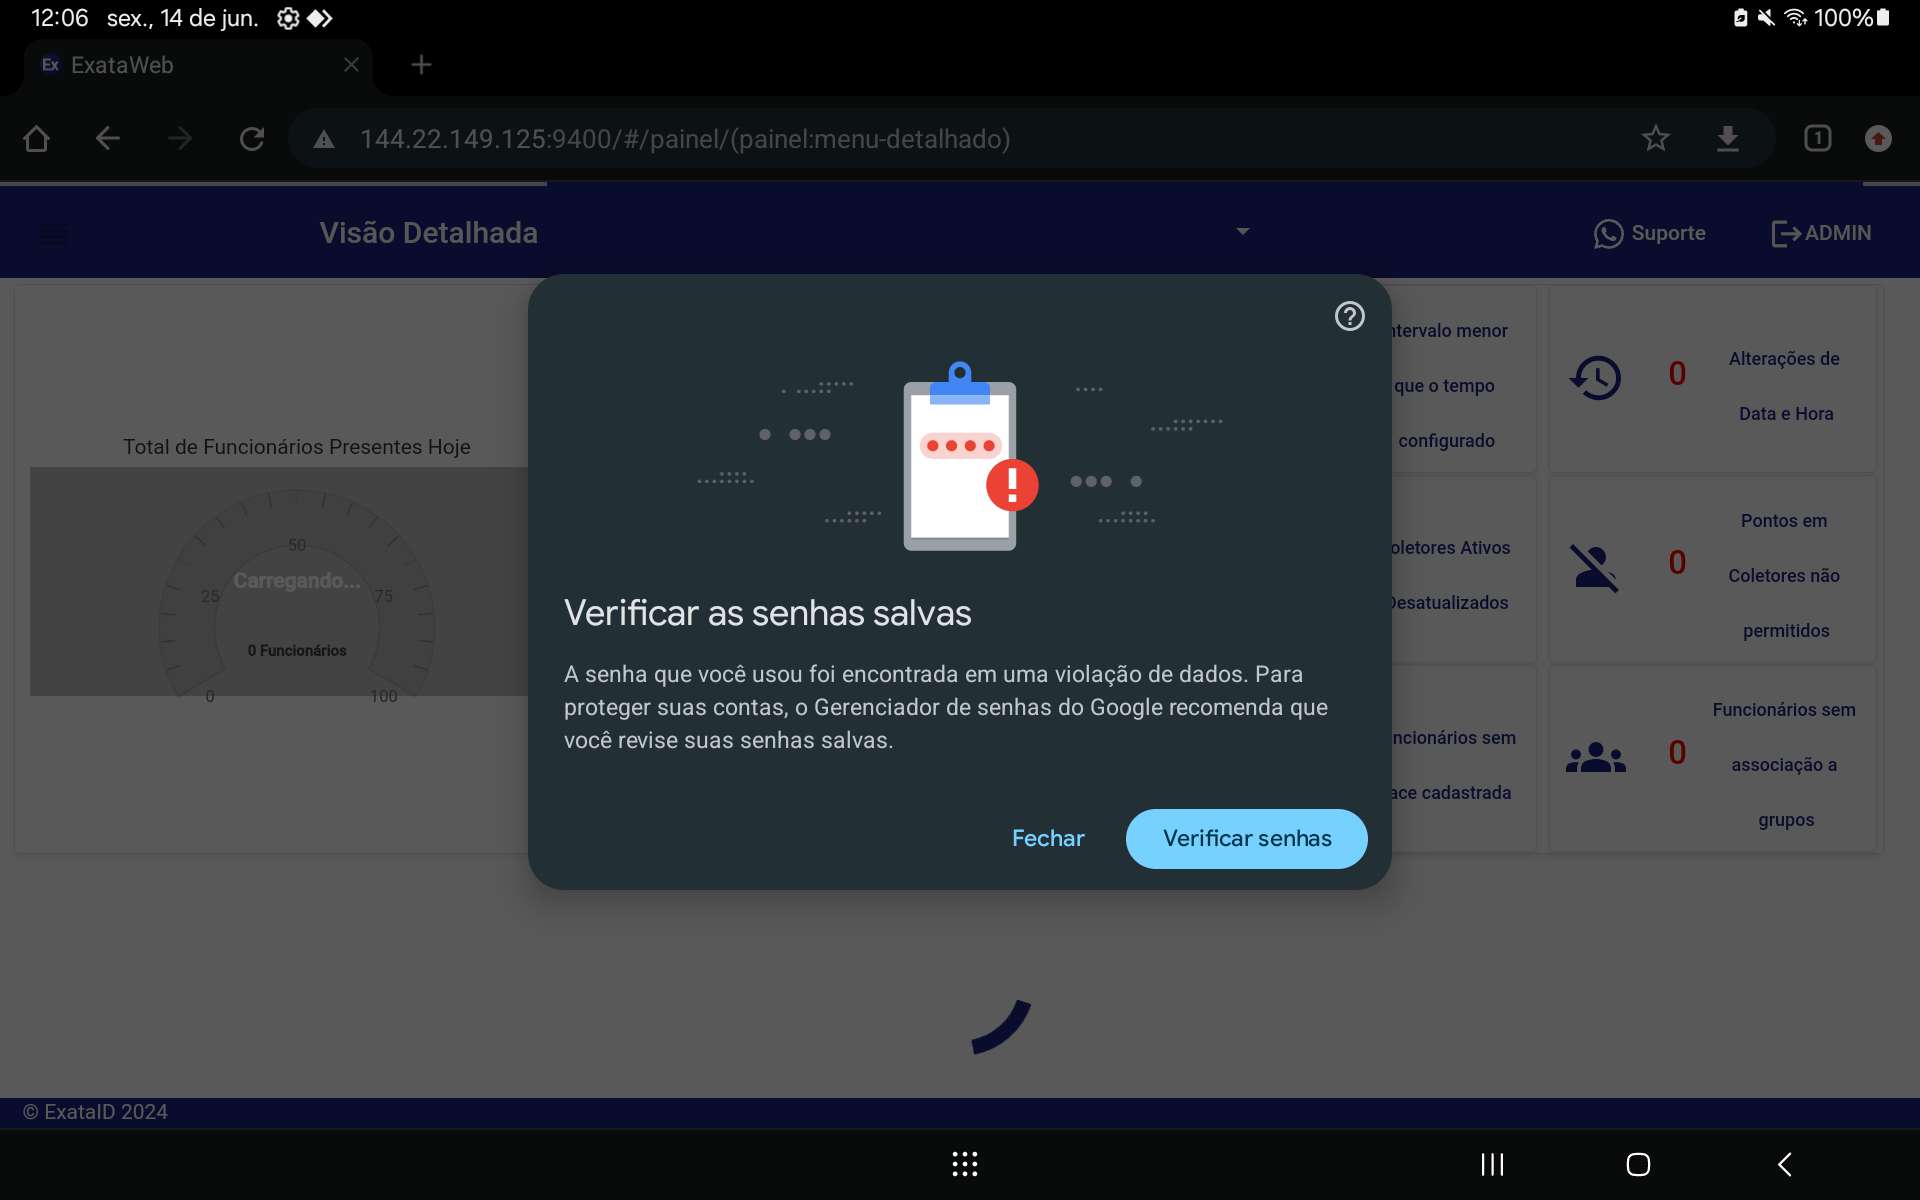 12:06 sex., 14 de jun. 100%
Ex ExataWeb
144.22.149.125:9400/#/painel/(painel:menu-detalhado)
1
Visão Detalhada
Suporte
ADMIN
Total de Funcionários Presentes Hoje
50
Carregando...
25
75
0 Funcionários
0
100
Verificar as senhas salvas
A senha que você usou foi encontrada em uma violação de dados. Para
proteger suas contas, o Gerenciador de senhas do Google recomenda que
você revise suas senhas salvas.
Fechar
Verificar senhas
ntervalo menor
que o tempo
configurado
0
Alterações de
Data e Hora
oletores Ativos
Desatualizados
0
Pontos em
Coletores não
permitidos
ncionários sem
ace cadastrada
0
Funcionários sem
associação a
grupos
© ExataID 2024